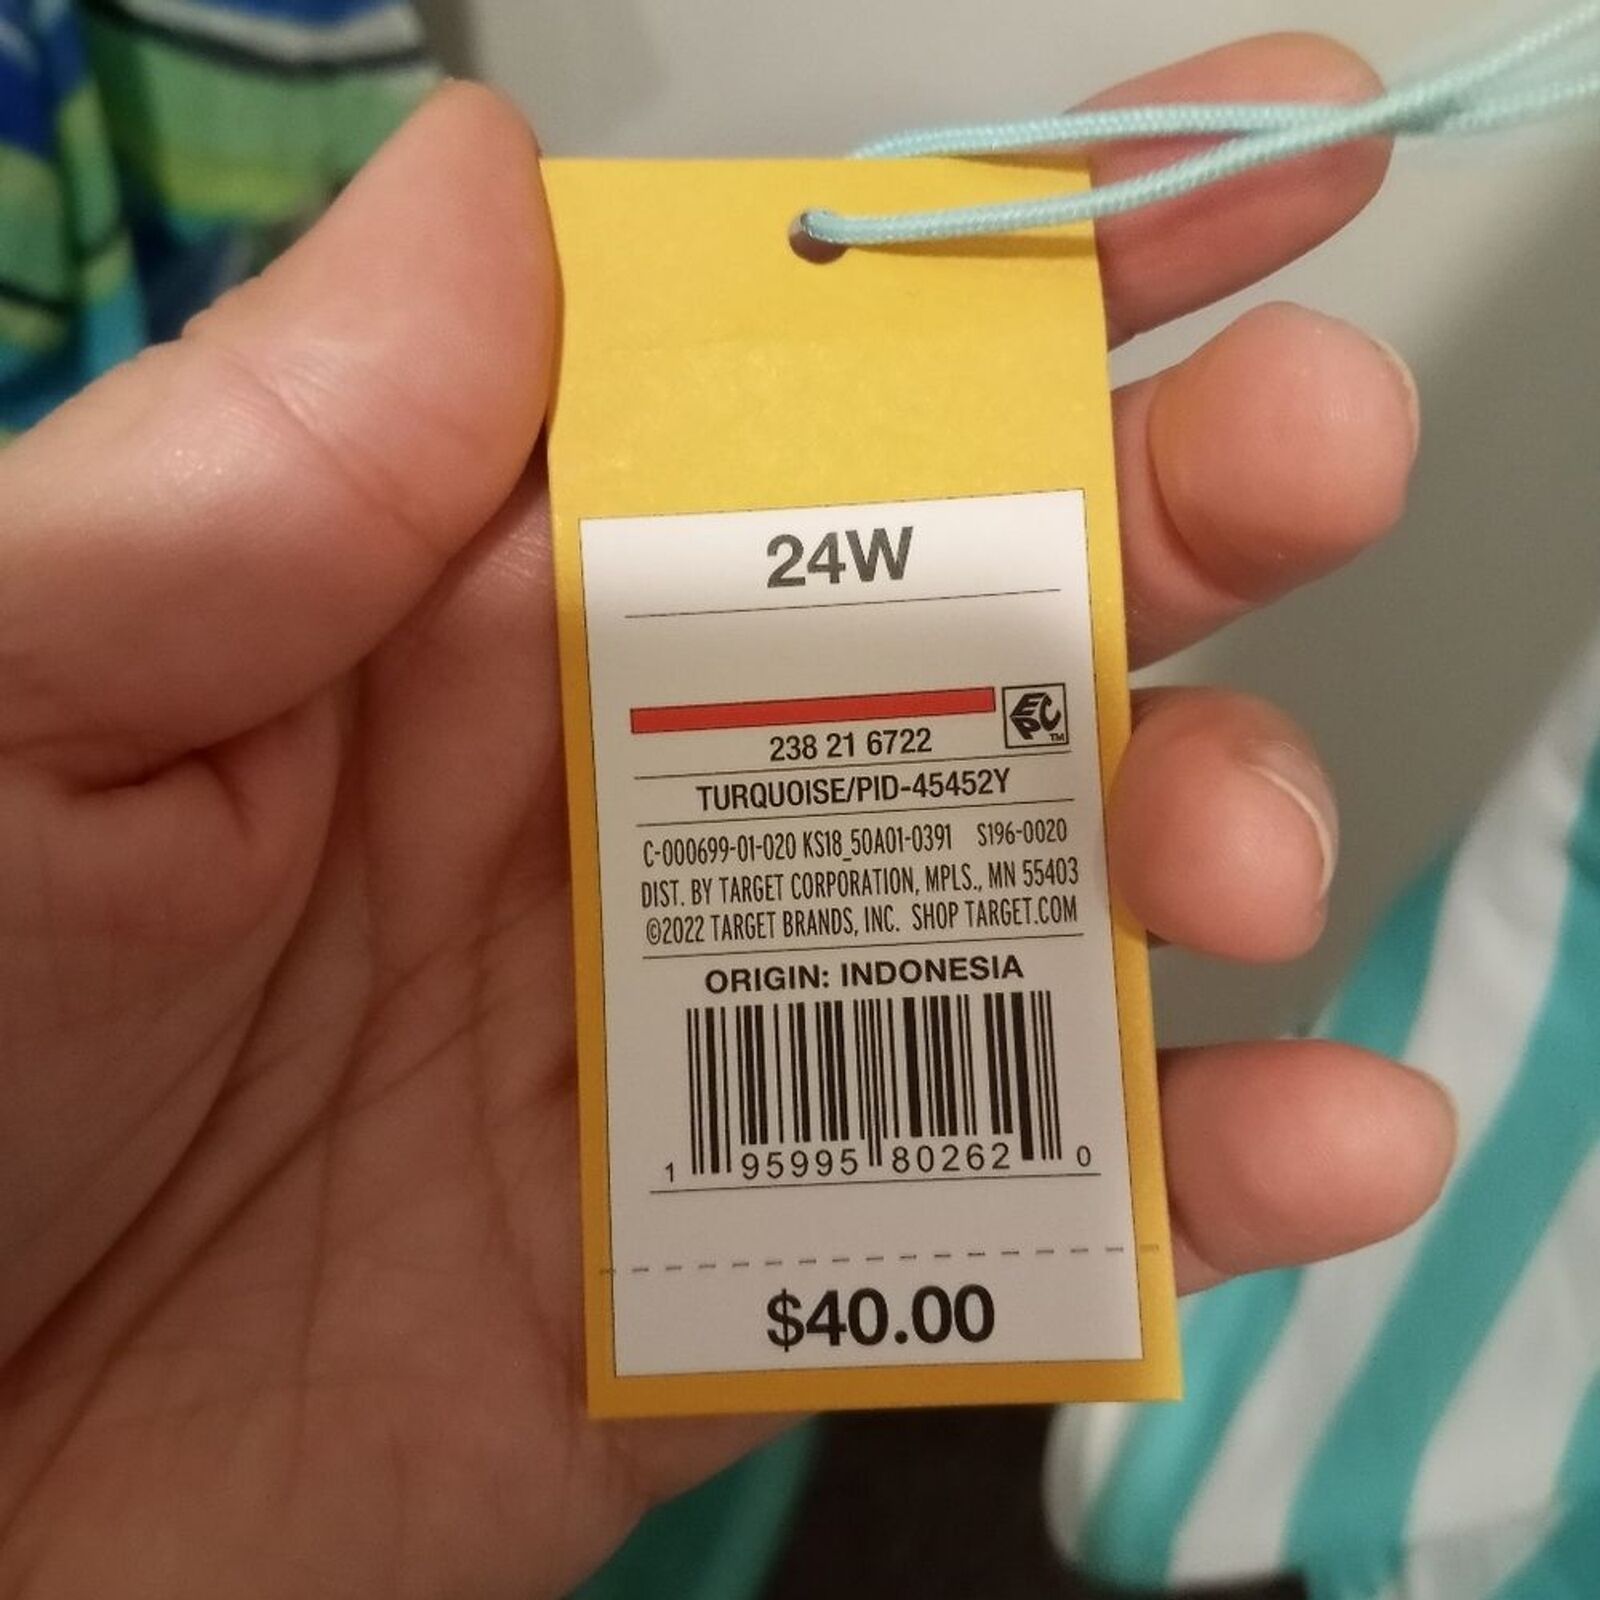 24W
EPC™
238 21 6722
TURQUOISE/PID-45452Y
C-000699-01-020 KS18_50A01-0391 S196-0020
DIST. BY TARGET CORPORATION, MPLS., MN 55403
©2022 TARGET BRANDS, INC. SHOP TARGET.COM
ORIGIN: INDONESIA
1 95995 80262 0
$40.00